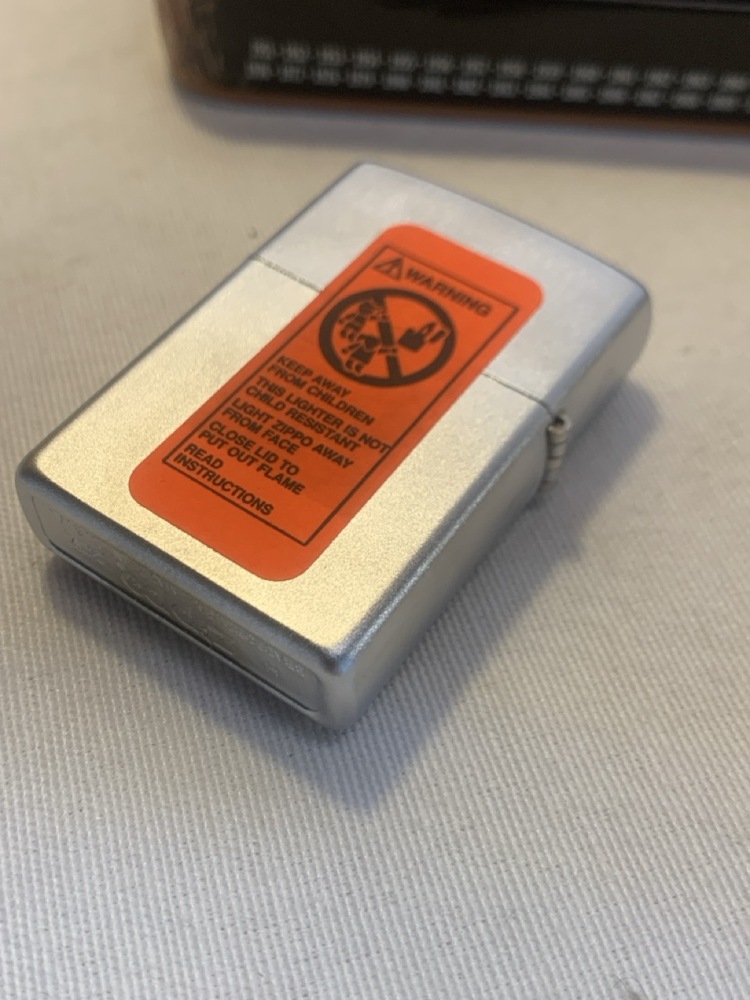 WARNING
KEEP AWAY
FROM CHILDREN
THIS LIGHTER IS NOT
CHILD RESISTANT
LIGHT ZIPPO AWAY
FROM FACE
CLOSE LID TO
PUT OUT FLAME
READ
INSTRUCTIONS